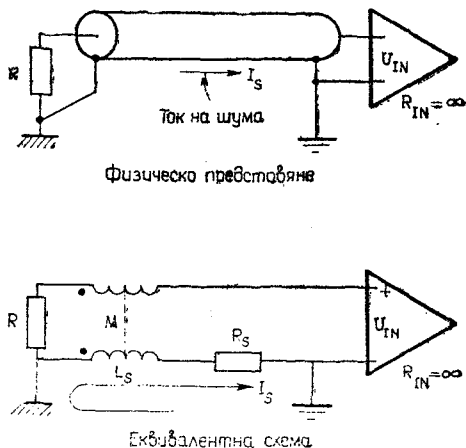 R
I_S
U_IN
R_IN = ∞
Ток на шума
Физическо представяне
R
M
L_S
R_S
I_S
+
U_IN
R_IN = ∞
Еквивалентна схема